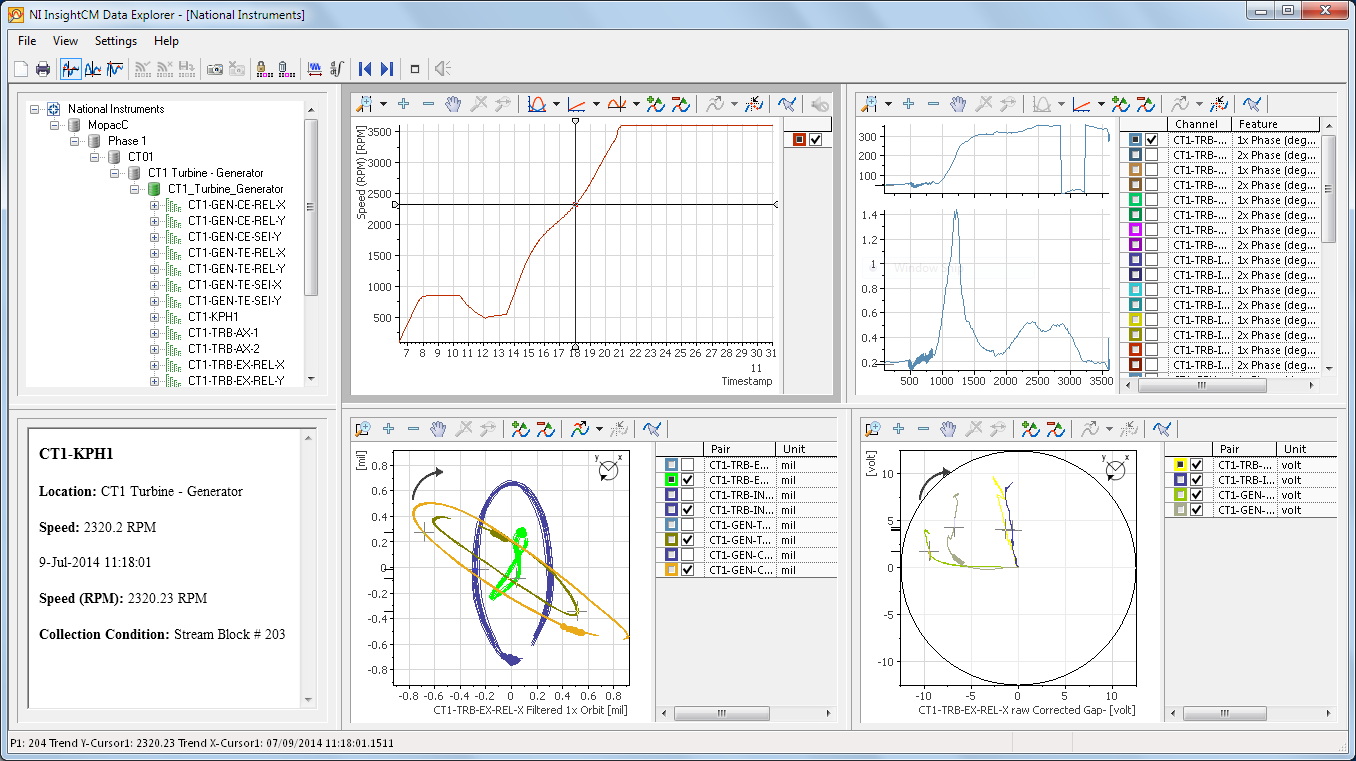 NI InsightCM Data Explorer - [National Instruments]
File View Settings Help
National Instruments
MopacC
Phase 1
CT01
CT1 Turbine - Generator
CT1_Turbine_Generator
CT1-GEN-CE-REL-X
CT1-GEN-CE-REL-Y
CT1-GEN-CE-SEI-Y
CT1-GEN-TE-REL-X
CT1-GEN-TE-REL-Y
CT1-GEN-TE-SEI-X
CT1-GEN-TE-SEI-Y
CT1-KPH1
CT1-TRB-AX-1
CT1-TRB-AX-2
CT1-TRB-EX-REL-X
CT1-TRB-EX-REL-Y
Speed (RPM) [RPM]
3500
3000
2500
2000
1500
1000
500
7 9 10 11 12 13 14 15 16 17 18 19 20 21 22 23 24 25 26 27 28 29 30 31
11
Timestamp
300
200
100
1.4
1.2
1
0.8
0.6
0.4
0.2
500 1000 1500 2000 2500 3000 3500
Channel Feature
CT1-TRB-... 1x Phase (deg...
CT1-TRB-... 2x Phase (deg...
CT1-TRB-... 1x Phase (deg...
CT1-TRB-... 2x Phase (deg...
CT1-TRB-... 1x Phase (deg...
CT1-TRB-... 2x Phase (deg...
CT1-TRB-... 1x Phase (deg...
CT1-TRB-... 2x Phase (deg...
CT1-TRB-I... 1x Phase (deg...
CT1-TRB-I... 2x Phase (deg...
CT1-TRB-I... 1x Phase (deg...
CT1-TRB-I... 2x Phase (deg...
CT1-TRB-I... 1x Phase (deg...
CT1-TRB-I... 2x Phase (deg...
CT1-TRB-I... 1x Phase (deg...
CT1-TRB-I... 2x Phase (deg...
CT1-KPH1
Location: CT1 Turbine - Generator
Speed: 2320.2 RPM
9-Jul-2014 11:18:01
Speed (RPM): 2320.23 RPM
Collection Condition: Stream Block # 203
[mil]
0.8
0.6
0.4
0.2
0
-0.2
-0.4
-0.6
-0.8
-0.8 -0.6 -0.4 -0.2 0 0.2 0.4 0.6 0.8
y x
CT1-TRB-EX-REL-X Filtered 1x Orbit [mil]
Pair Unit
CT1-TRB-E... mil
CT1-TRB-E... mil
CT1-TRB-IN... mil
CT1-TRB-IN... mil
CT1-GEN-T... mil
CT1-GEN-T... mil
CT1-GEN-C... mil
CT1-GEN-C... mil
[volt]
10
5
0
-5
-10
-10 -5 0 5 10
y x
CT1-TRB-EX-REL-X raw Corrected Gap- [volt]
Pair Unit
CT1-TRB-... volt
CT1-TRB-I... volt
CT1-GEN-... volt
CT1-GEN-... volt
P1: 204 Trend Y-Cursor1: 2320.23 Trend X-Cursor1: 07/09/2014 11:18:01.1511